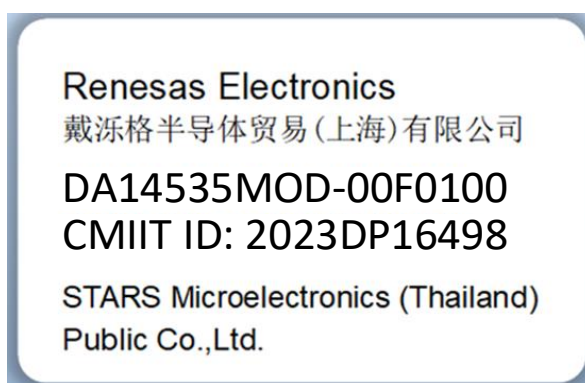 Renesas Electronics
戴泺格半导体贸易(上海)有限公司
DA14535MOD-00F0100
CMIIT ID: 2023DP16498
STARS Microelectronics (Thailand)
Public Co.,Ltd.